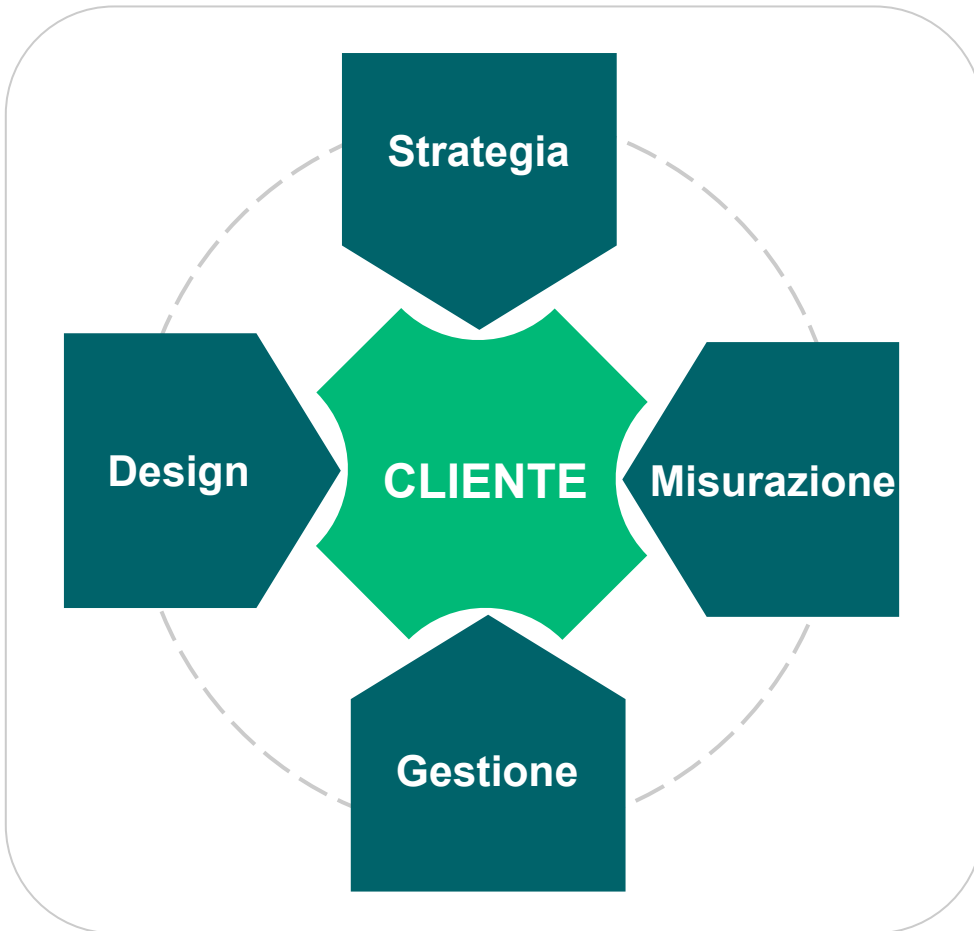 Strategia
Design
CLIENTE
Misurazione
Gestione